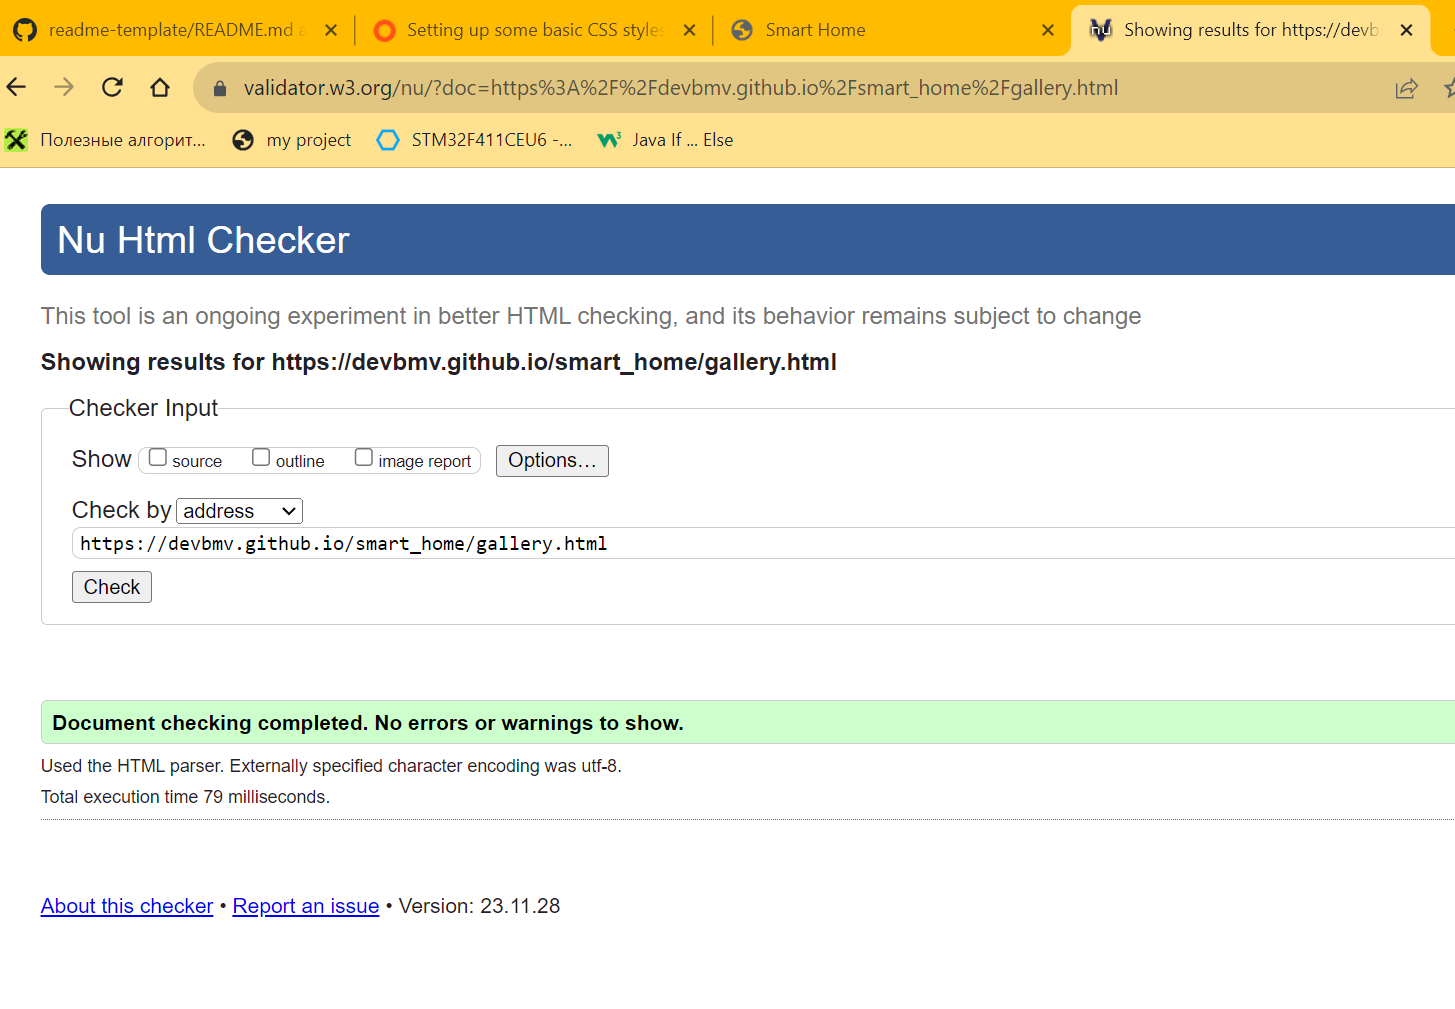 readme-template/README.md a
Setting up some basic CSS styles
Smart Home
Showing results for https://devb
validator.w3.org/nu/?doc=https%3A%2F%2Fdevbmv.github.io%2Fsmart_home%2Fgallery.html
Полезные алгорит...
my project
STM32F411CEU6 -...
Java If ... Else
Nu Html Checker
This tool is an ongoing experiment in better HTML checking, and its behavior remains subject to change
Showing results for https://devbmv.github.io/smart_home/gallery.html
Checker Input
Show source outline image report Options...
Check by address
https://devbmv.github.io/smart_home/gallery.html
Check
Document checking completed. No errors or warnings to show.
Used the HTML parser. Externally specified character encoding was utf-8.
Total execution time 79 milliseconds.
About this checker • Report an issue • Version: 23.11.28